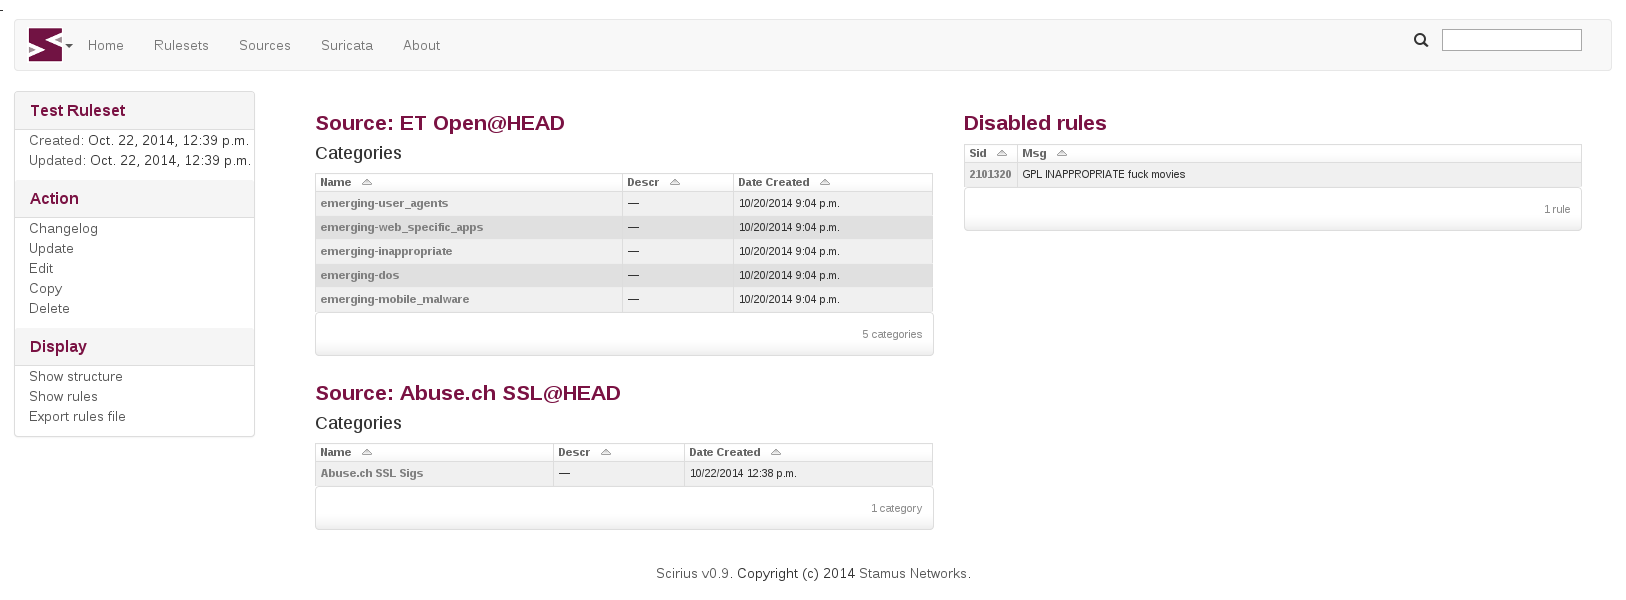 Home Rulesets Sources Suricata About
Test Ruleset
Created: Oct. 22, 2014, 12:39 p.m.
Updated: Oct. 22, 2014, 12:39 p.m.
Action
Changelog
Update
Edit
Copy
Delete
Display
Show structure
Show rules
Export rules file
Source: ET Open@HEAD
Categories
Name Descr Date Created
emerging-user_agents — 10/20/2014 9:04 p.m.
emerging-web_specific_apps — 10/20/2014 9:04 p.m.
emerging-inappropriate — 10/20/2014 9:04 p.m.
emerging-dos — 10/20/2014 9:04 p.m.
emerging-mobile_malware — 10/20/2014 9:04 p.m.
5 categories
Source: Abuse.ch SSL@HEAD
Categories
Name Descr Date Created
Abuse.ch SSL Sigs — 10/22/2014 12:38 p.m.
1 category
Disabled rules
Sid Msg
2101320 GPL INAPPROPRIATE fuck movies
1 rule
Scirius v0.9. Copyright (c) 2014 Stamus Networks.